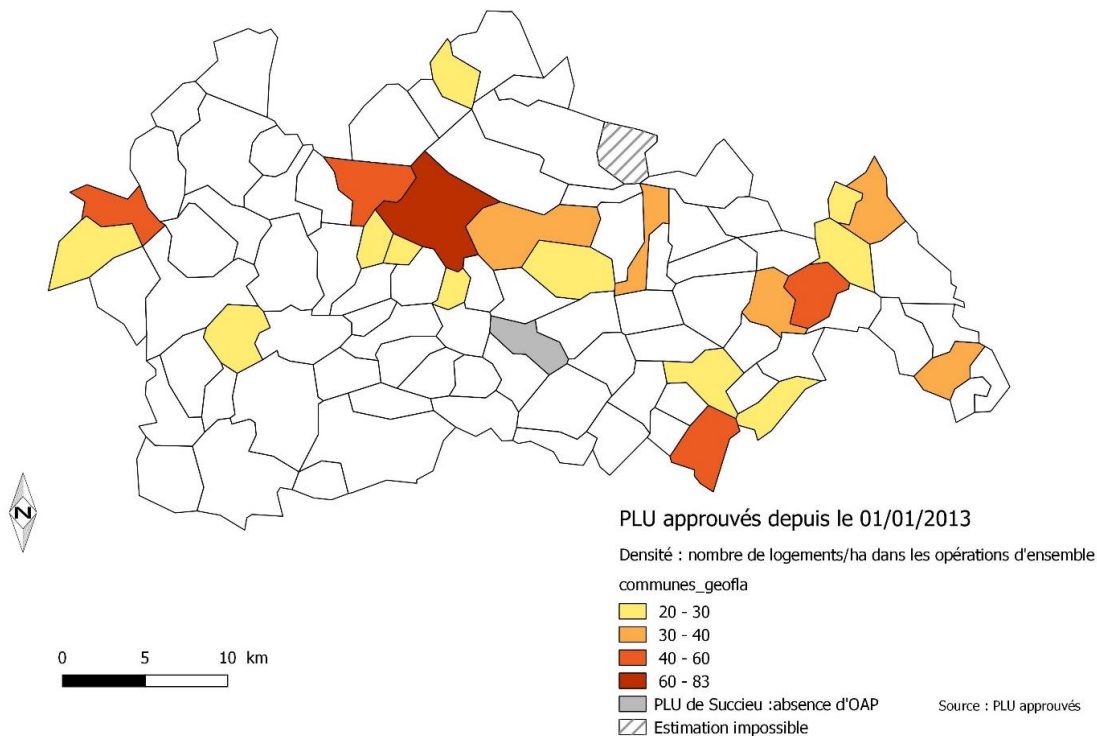 N
PLU approuvés depuis le 01/01/2013
Densité : nombre de logements/ha dans les opérations d'ensemble
communes_geofla
20 - 30
30 - 40
40 - 60
60 - 83
PLU de Succieu :absence d'OAP
Source : PLU approuvés
Estimation impossible
0 5 10 km